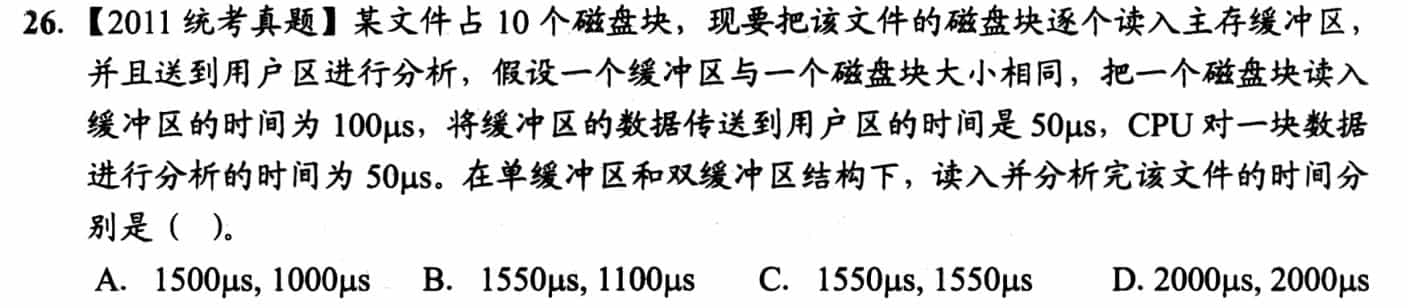 26.【2011 统考真题】某文件占 10 个磁盘块，现要把该文件的磁盘块逐个读入主存缓冲区，
并且送到用户区进行分析，假设一个缓冲区与一个磁盘块大小相同，把一个磁盘块读入
缓冲区的时间为 100μs，将缓冲区的数据传送到用户区的时间是 50μs，CPU 对一块数据
进行分析的时间为 50μs。在单缓冲区和双缓冲区结构下，读入并分析完该文件的时间分
别是（ ）。
A. 1500μs, 1000μs B. 1550μs, 1100μs C. 1550μs, 1550μs D. 2000μs, 2000μs